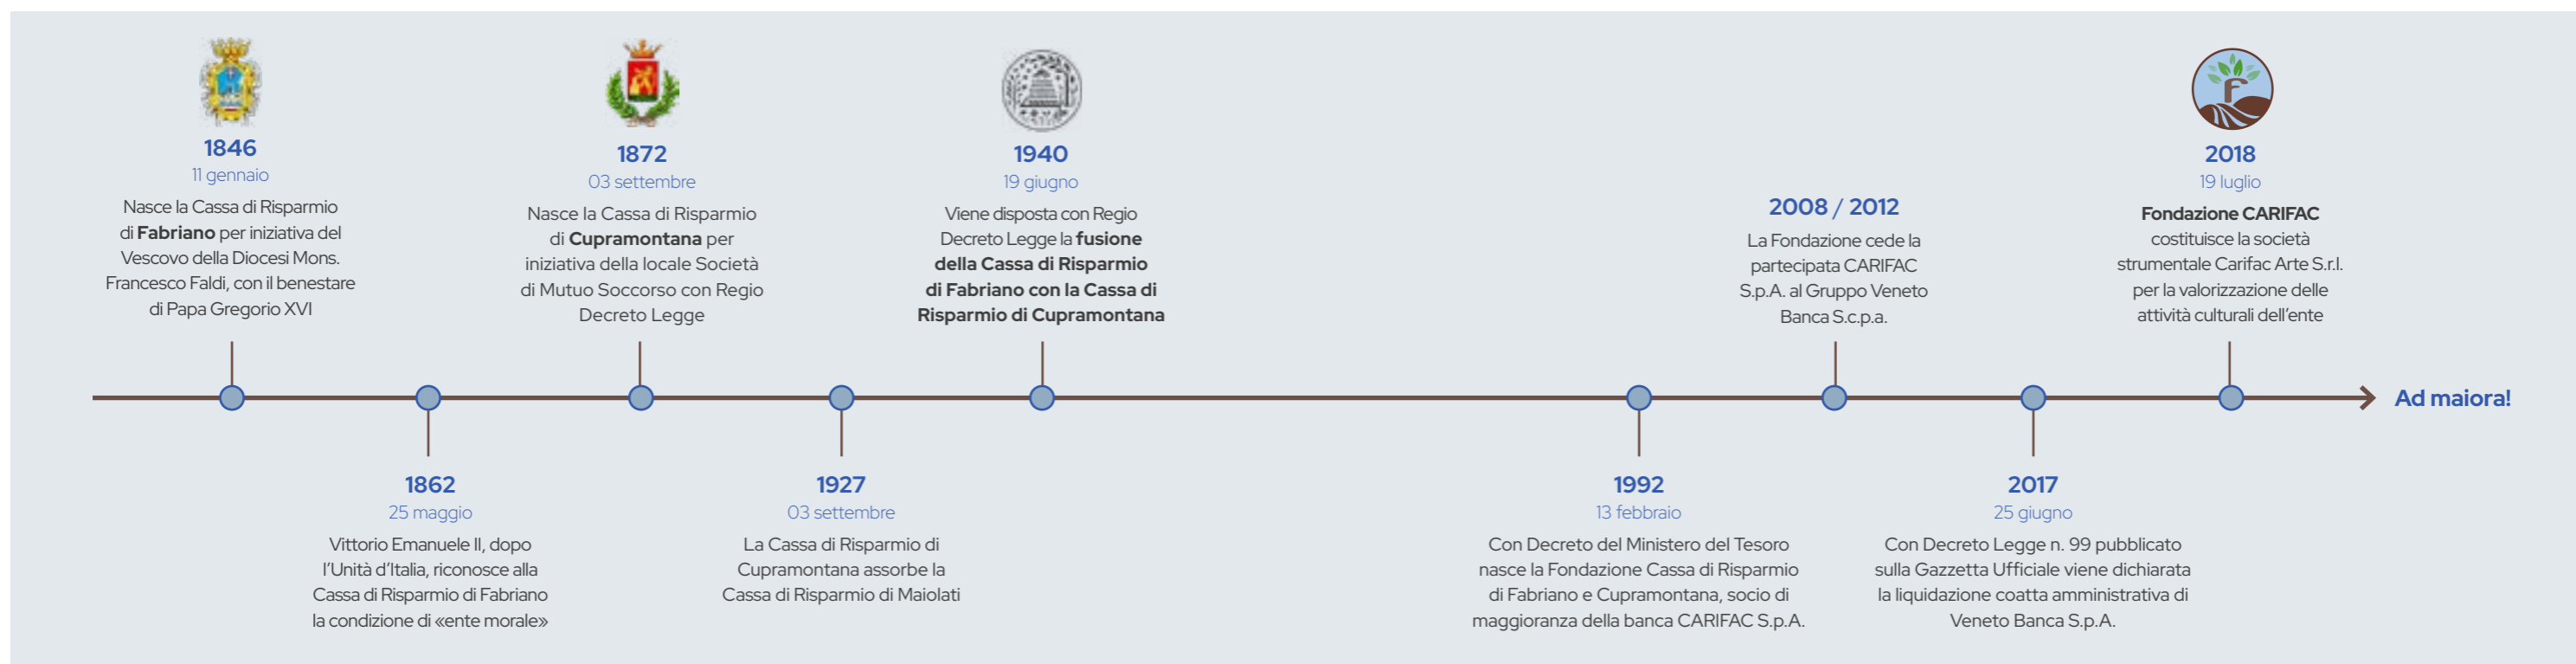 1846
11 gennaio
Nasce la Cassa di Risparmio
di Fabriano per iniziativa del
Vescovo della Diocesi Mons.
Francesco Faldi, con il benestare
di Papa Gregorio XVI
1862
25 maggio
Vittorio Emanuele II, dopo
l'Unità d'Italia, riconosce alla
Cassa di Risparmio di Fabriano
la condizione di «ente morale»
1872
03 settembre
Nasce la Cassa di Risparmio
di Cupramontana per
iniziativa della locale Società
di Mutuo Soccorso con Regio
Decreto Legge
1927
03 settembre
La Cassa di Risparmio di
Cupramontana assorbe la
Cassa di Risparmio di Maiolati
1940
19 giugno
Viene disposta con Regio
Decreto Legge la fusione
della Cassa di Risparmio
di Fabriano con la Cassa di
Risparmio di Cupramontana
1992
13 febbraio
Con Decreto del Ministero del Tesoro
nasce la Fondazione Cassa di Risparmio
di Fabriano e Cupramontana, socio di
maggioranza della banca CARIFAC S.p.A.
2008 / 2012
La Fondazione cede la
partecipata CARIFAC
S.p.A. al Gruppo Veneto
Banca S.c.p.a.
2017
25 giugno
Con Decreto Legge n. 99 pubblicato
sulla Gazzetta Ufficiale viene dichiarata
la liquidazione coatta amministrativa di
Veneto Banca S.p.A.
F
2018
19 luglio
Fondazione CARIFAC
costituisce la società
strumentale Carifac Arte S.r.l.
per la valorizzazione delle
attività culturali dell'ente
Ad maiora!